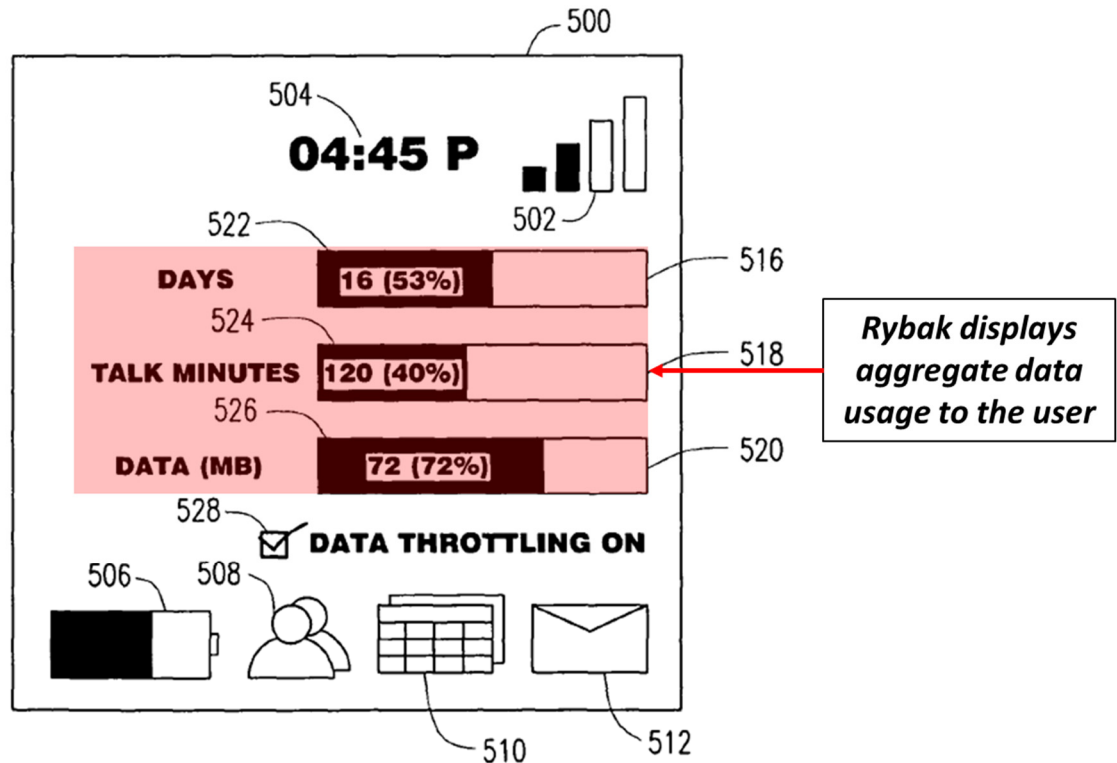 500
504
04:45 P
502
522
DAYS
16 (53%)
516
524
TALK MINUTES
120 (40%)
518
Rybak displays
aggregate data
usage to the user
526
DATA (MB)
72 (72%)
520
528
DATA THROTTLING ON
506
508
510
512